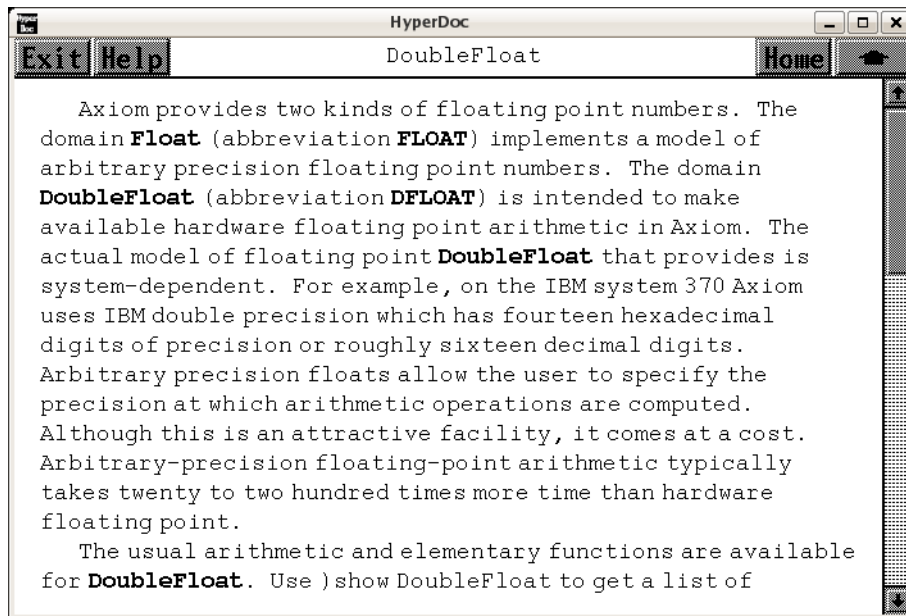 HyperDoc
Exit Help DoubleFloat Home
Axiom provides two kinds of floating point numbers. The
domain Float (abbreviation FLOAT) implements a model of
arbitrary precision floating point numbers. The domain
DoubleFloat (abbreviation DFLOAT) is intended to make
available hardware floating point arithmetic in Axiom. The
actual model of floating point DoubleFloat that provides is
system-dependent. For example, on the IBM system 370 Axiom
uses IBM double precision which has fourteen hexadecimal
digits of precision or roughly sixteen decimal digits.
Arbitrary precision floats allow the user to specify the
precision at which arithmetic operations are computed.
Although this is an attractive facility, it comes at a cost.
Arbitrary-precision floating-point arithmetic typically
takes twenty to two hundred times more time than hardware
floating point.
The usual arithmetic and elementary functions are available
for DoubleFloat. Use )show DoubleFloat to get a list of